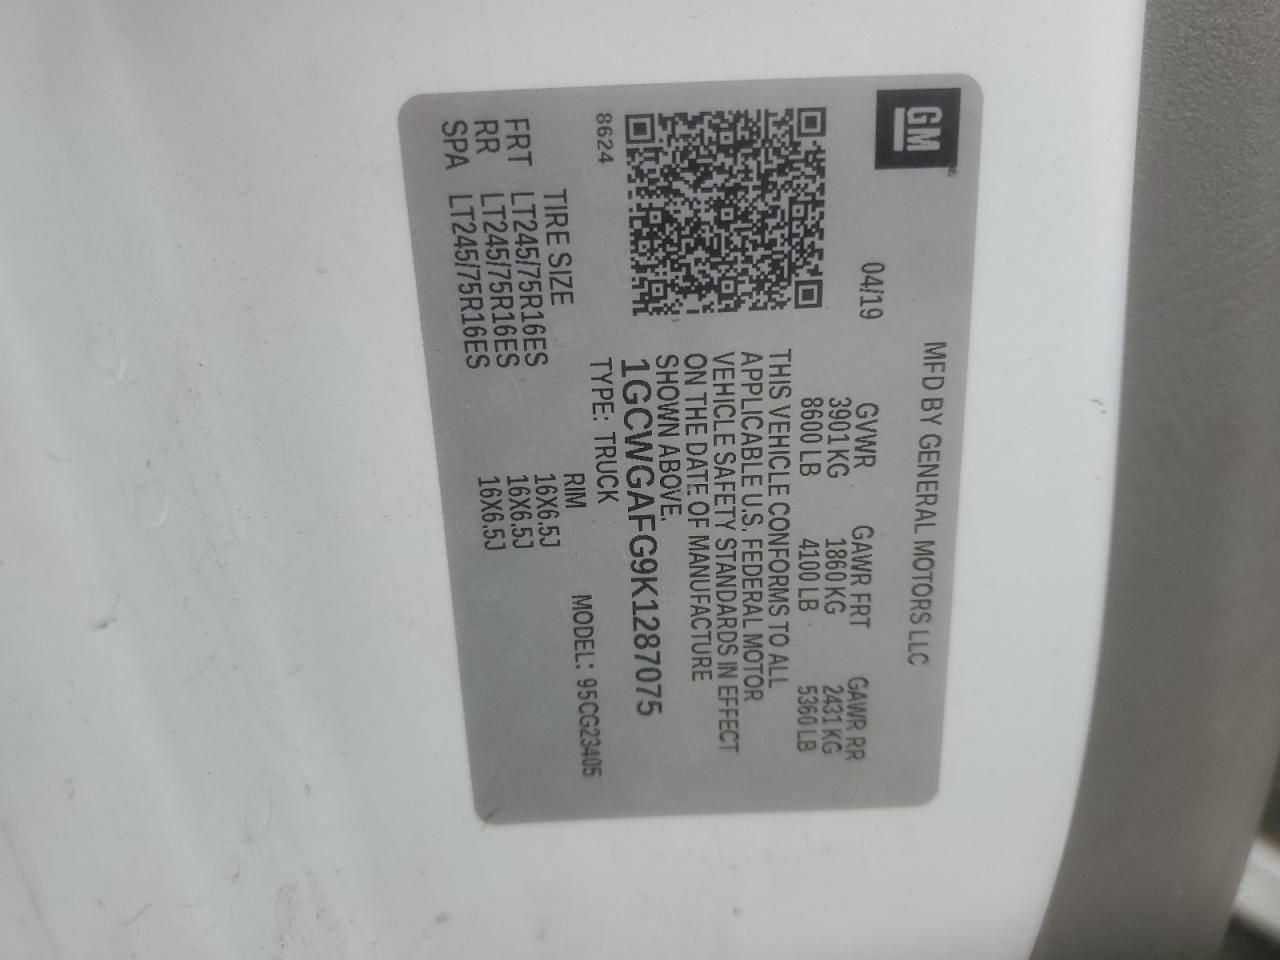 GM
MFD BY GENERAL MOTORS LLC
04/19
GVWR GAWR FRT GAWR RR
3901 KG 1860 KG 2431 KG
8600 LB 4100 LB 5360 LB
THIS VEHICLE CONFORMS TO ALL
APPLICABLE U.S. FEDERAL MOTOR
VEHICLE SAFETY STANDARDS IN EFFECT
ON THE DATE OF MANUFACTURE
SHOWN ABOVE.
1GCWGAFG9K1287075
8624 TYPE: TRUCK MODEL: 95CG23405
TIRE SIZE RIM
FRT LT245/75R16ES 16X6.5J
RR LT245/75R16ES 16X6.5J
SPA LT245/75R16ES 16X6.5J